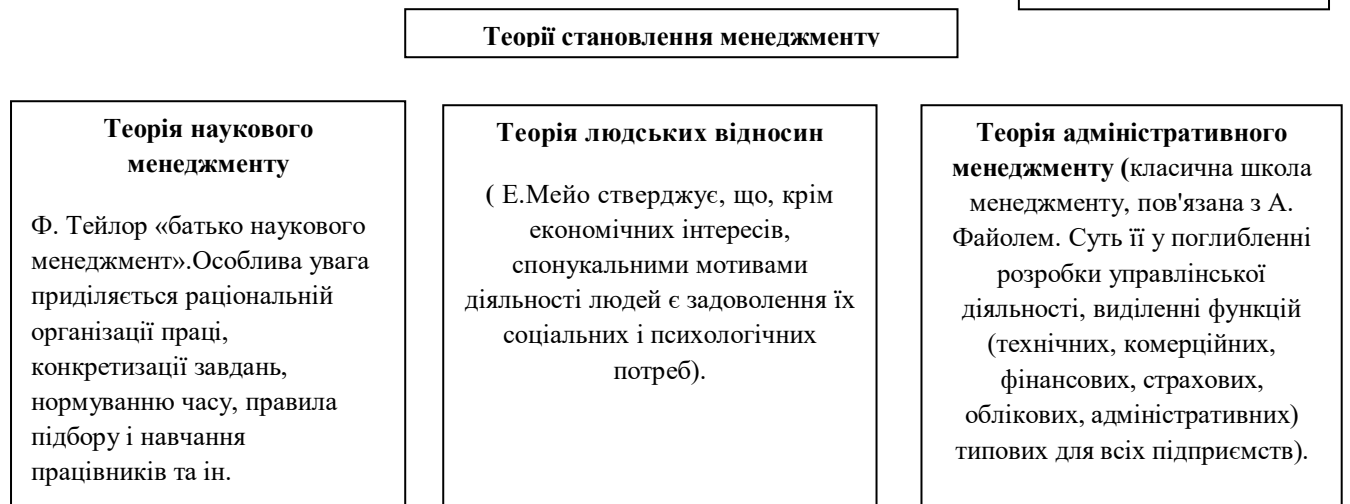 Теорії становлення менеджменту
Теорія наукового
менеджменту
Ф. Тейлор «батько наукового
менеджмент».Особлива увага
приділяється раціональній
організації праці,
конкретизації завдань,
нормуванню часу, правила
підбору і навчання
працівників та ін.
Теорія людських відносин
( Е.Мейо стверджує, що, крім
економічних інтересів,
спонукальними мотивами
діяльності людей є задоволення їх
соціальних і психологічних
потреб).
Теорія адміністративного
менеджменту (класична школа
менеджменту, пов'язана з А.
Файолем. Суть її у поглибленні
розробки управлінської
діяльності, виділенні функцій
(технічних, комерційних,
фінансових, страхових,
облікових, адміністративних)
типових для всіх підприємств).